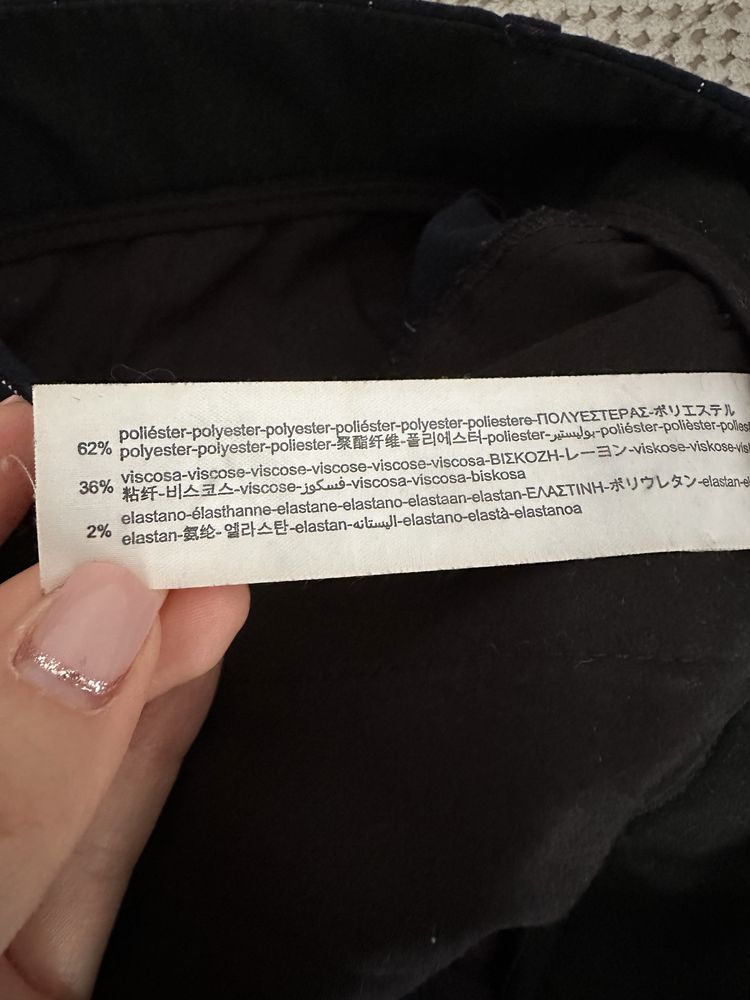 62% poliéster-polyester-polyester-poliéster-polyester-poliestere-ΠΟΛΥΕΣΤΕΡΑΣ-ポリエステル
polyester-polyester-poliester-聚酯纤维-폴리에스터-poliester-بوليستير-poliéster-polièster-polies
36% viscosa-viscose-viscose-viscose-viscose-viscosa-ΒΙΣΚΟΖΗ-レーヨン-viskose-viskose-vis
粘纤-비스코스-viscose-فسكوز-viscosa-viscosa-biskosa
2% elastano-élasthanne-elastane-elastano-elastaan-elastan-ΕΛΑΣΤΙΝΗ-ポリウレタン-elastan-el
elastan-氨纶-엘라스탄-elastan-اليستانه-elastano-elastà-elastanoa